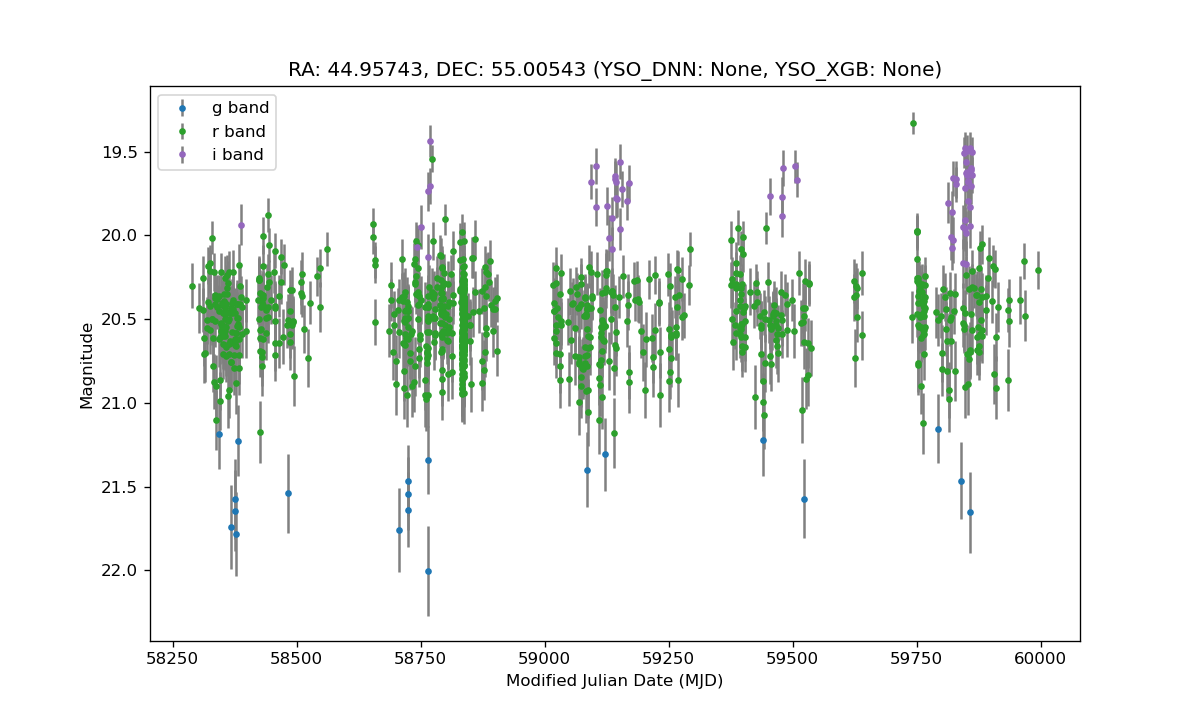 RA: 44.95743, DEC: 55.00543 (YSO_DNN: None, YSO_XGB: None)
g band
r band
i band
19.5
20.0
20.5
21.0
21.5
22.0
Magnitude
58250 58500 58750 59000 59250 59500 59750 60000
Modified Julian Date (MJD)